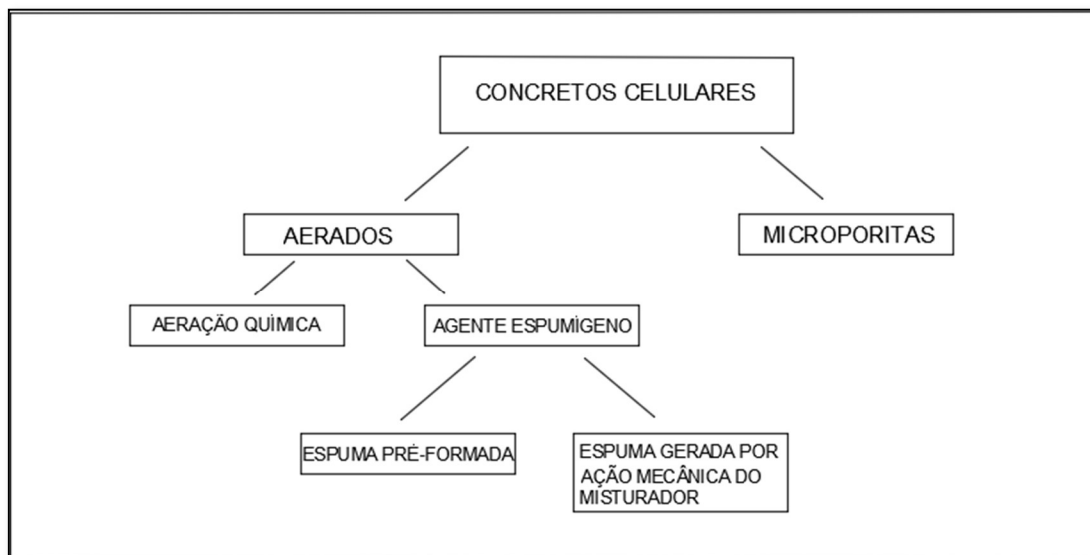 CONCRETOS CELULARES
AERADOS
MICROPORITAS
AERAÇÃO QUÍMICA
AGENTE ESPUMÍGENO
ESPUMA PRÉ-FORMADA
ESPUMA GERADA POR
AÇÃO MECÂNICA DO
MISTURADOR